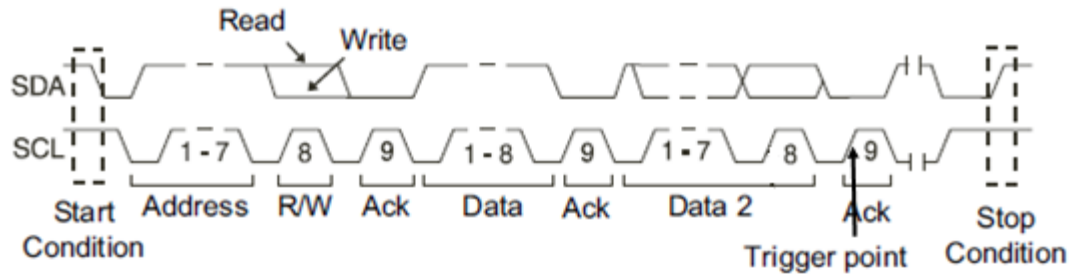 Read
Write
SDA
SCL
1 - 7 8 9 1 - 8 9 1 - 7 8 9
Address R/W Ack Data Ack Data 2 Ack
Start
Condition
Trigger point
Stop
Condition